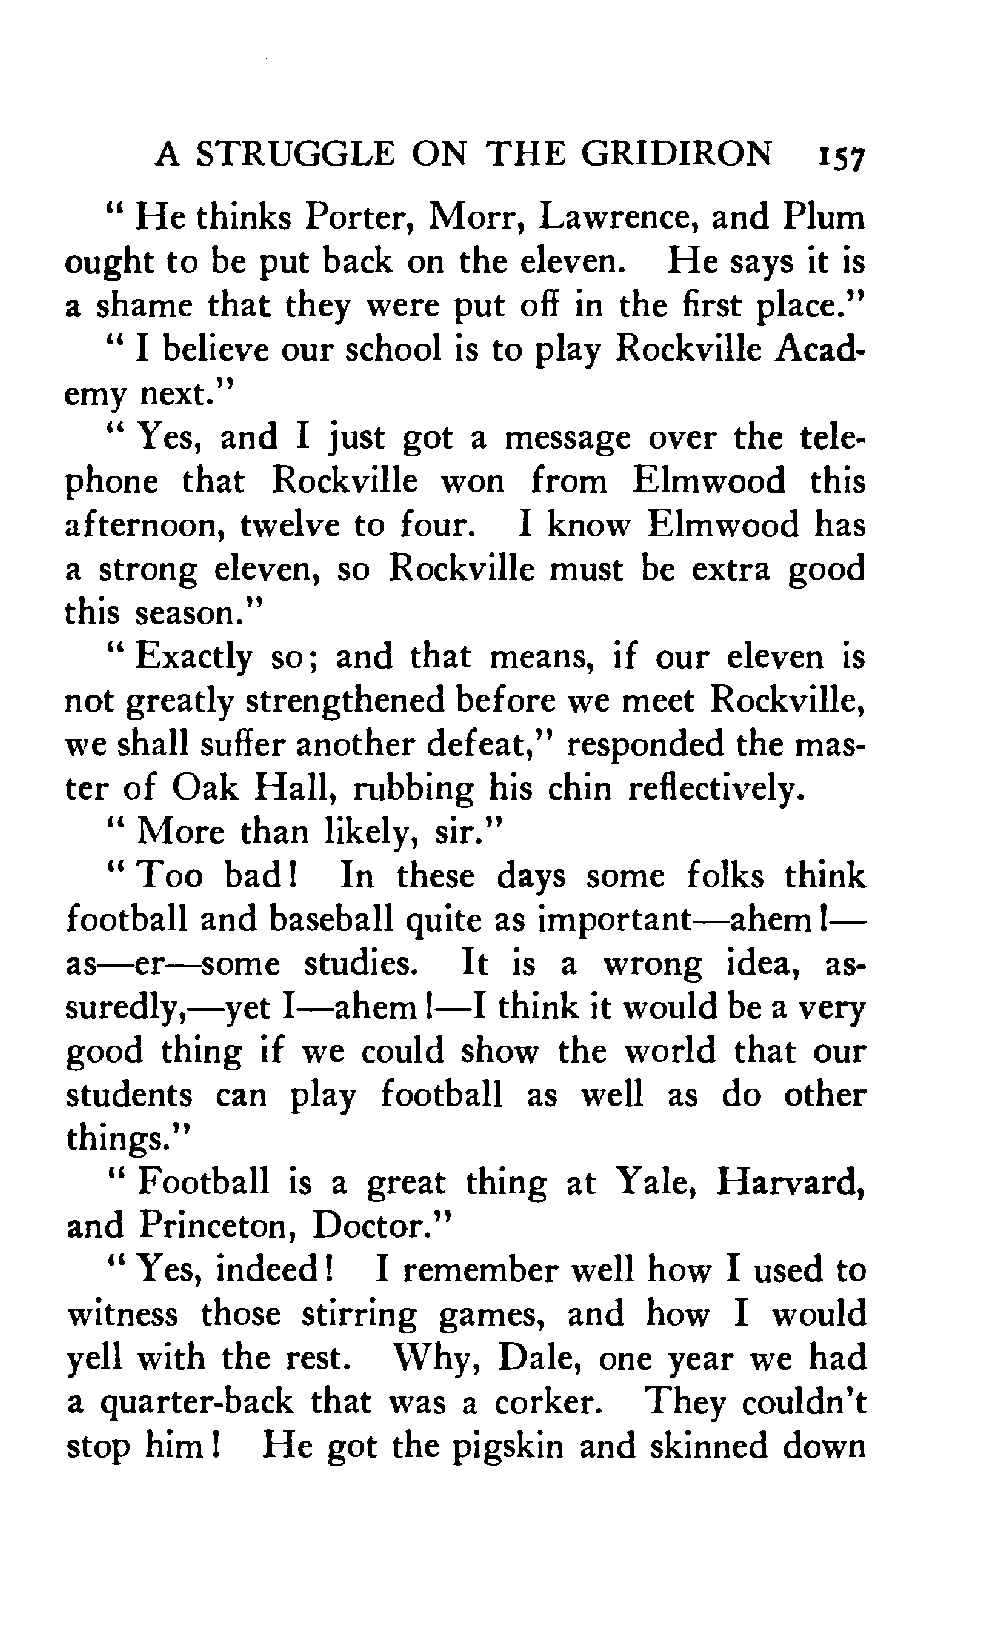 A STRUGGLE ON THE GRIDIRON 157
" He thinks Porter, Morr, Lawrence, and Plum
ought to be put back on the eleven. He says it is
a shame that they were put off in the first place."
" I believe our school is to play Rockville Acad-
emy next."
" Yes, and I just got a message over the tele-
phone that Rockville won from Elmwood this
afternoon, twelve to four. I know Elmwood has
a strong eleven, so Rockville must be extra good
this season."
" Exactly so; and that means, if our eleven is
not greatly strengthened before we meet Rockville,
we shall suffer another defeat," responded the mas-
ter of Oak Hall, rubbing his chin reflectively.
" More than likely, sir."
" Too bad! In these days some folks think
football and baseball quite as important—ahem!—
as—er—some studies. It is a wrong idea, as-
suredly,—yet I—ahem!—I think it would be a very
good thing if we could show the world that our
students can play football as well as do other
things."
" Football is a great thing at Yale, Harvard,
and Princeton, Doctor."
" Yes, indeed! I remember well how I used to
witness those stirring games, and how I would
yell with the rest. Why, Dale, one year we had
a quarter-back that was a corker. They couldn't
stop him! He got the pigskin and skinned down